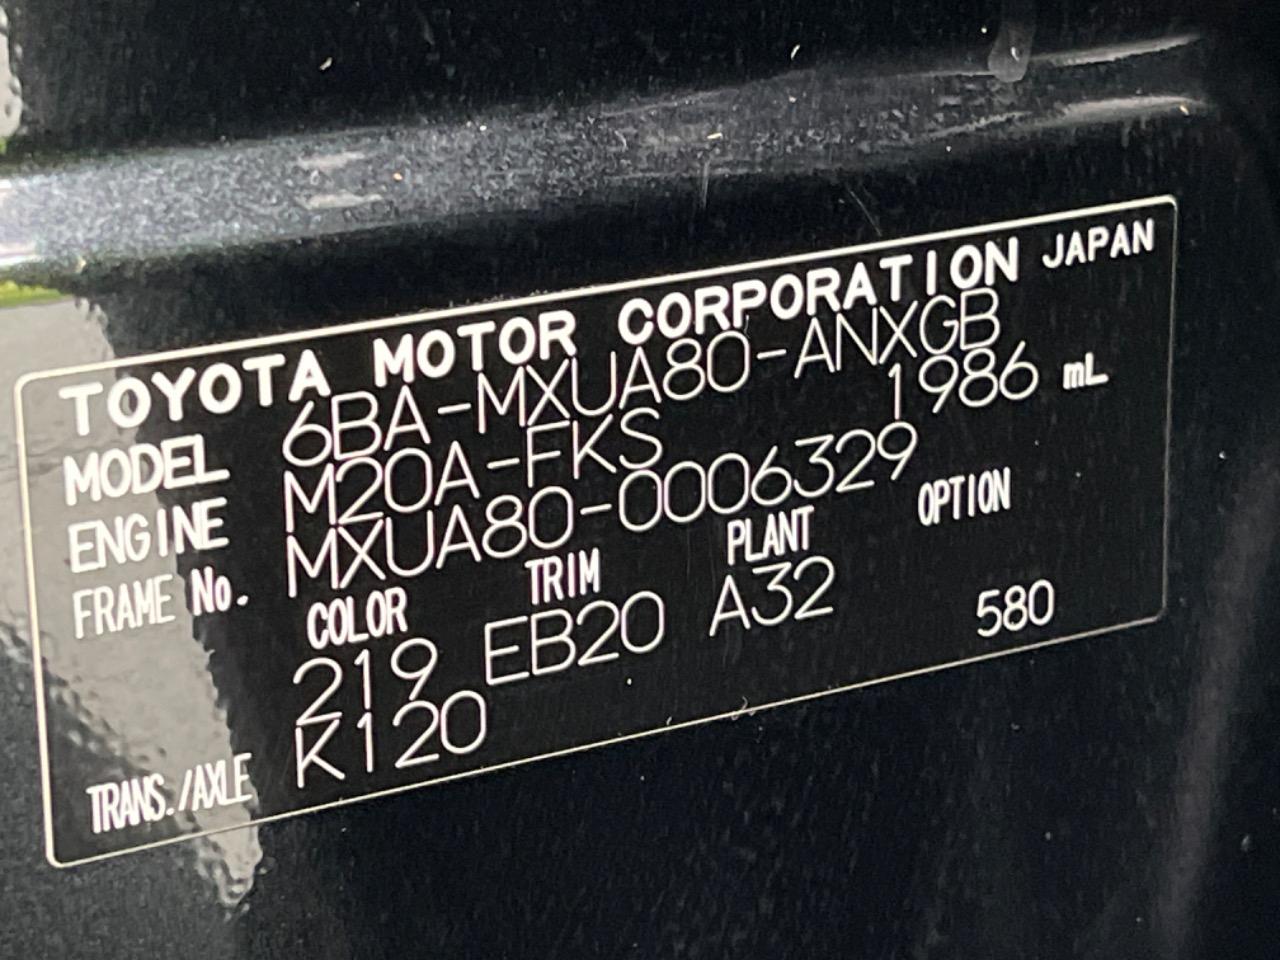 TOYOTA MOTOR CORPORATION JAPAN
MODEL 6BA-MXUA80-ANXGB
ENGINE M20A-FKS 1986 mL
FRAME No. MXUA80-0006329
COLOR TRIM PLANT OPTION
219 EB20 A32 580
TRANS./AXLE K120